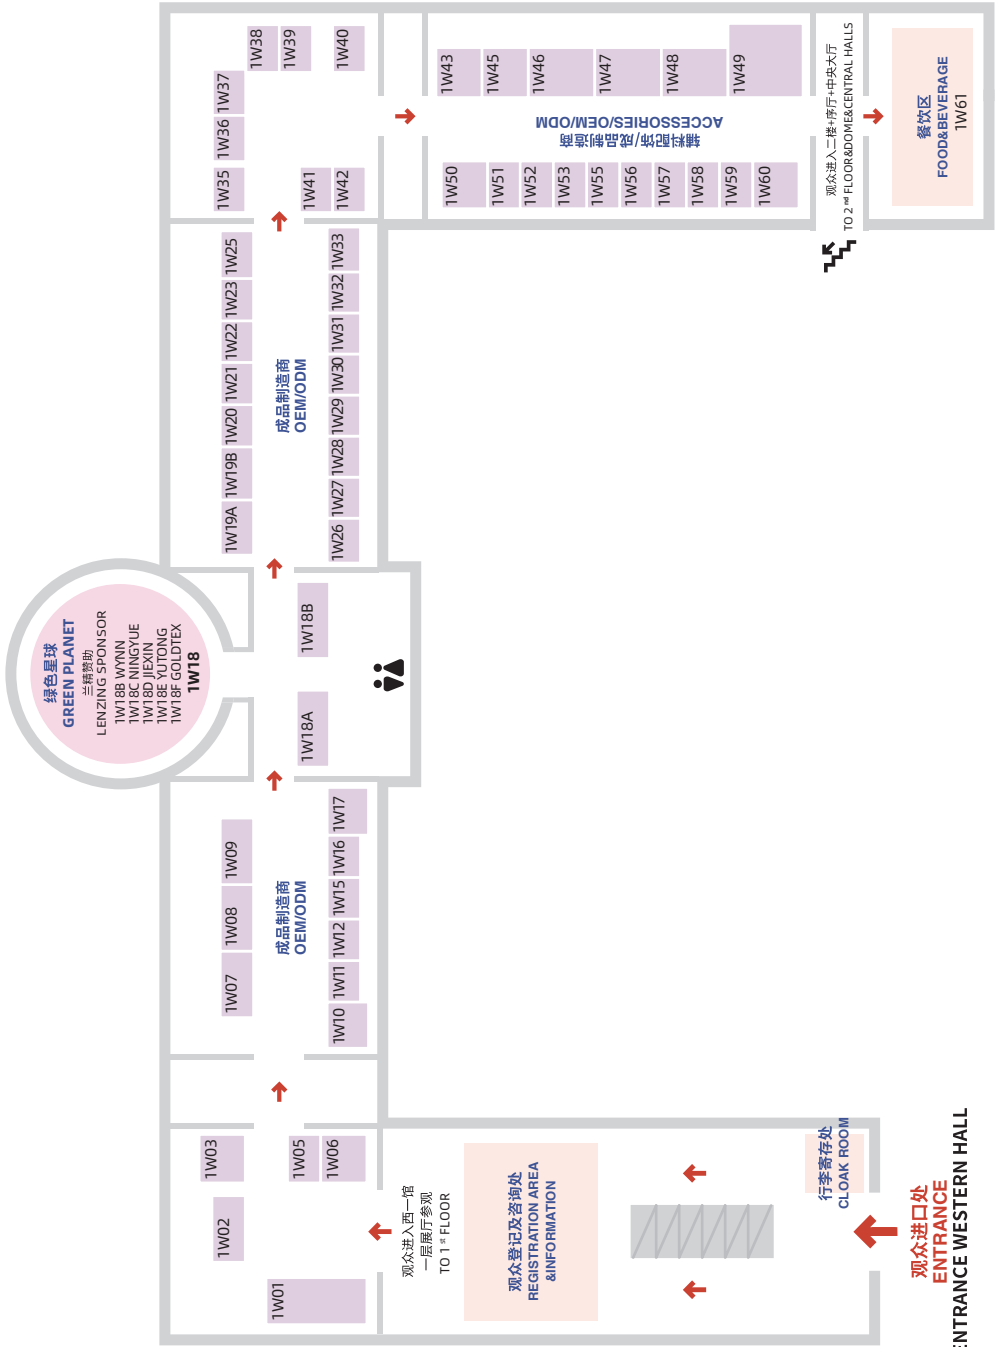 1W38
1W39
1W40
1W37
1W36
1W35
1W41
1W42
1W43
1W45
1W46
1W47
1W48
1W49
辅料配饰/成品制造商
ACCESSORIES/OEM/ODM
1W50
1W51
1W52
1W53
1W55
1W56
1W57
1W58
1W59
1W60
观众进入二楼+序厅+中央大厅
TO 2 nd FLOOR&DOME&CENTRAL HALLS
餐饮区
FOOD&BEVERAGE
1W61
1W25
1W23
1W22
1W21
1W20
1W19B
1W19A
成品制造商
OEM/ODM
1W33
1W32
1W31
1W30
1W29
1W28
1W27
1W26
绿色星球
GREEN PLANET
兰精赞助
LENZING SPONSOR
1W18B WYNN
1W18C NINGYUE
1W18D JIEXIN
1W18E YUTONG
1W18F GOLDTEX
1W18
1W18B
1W18A
1W09
1W08
1W07
成品制造商
OEM/ODM
1W17
1W16
1W15
1W12
1W11
1W10
1W03
1W05
1W06
1W02
1W01
观众进入西一馆
一层展厅参观
TO 1 st FLOOR
观众登记及咨询处
REGISTRATION AREA
&INFORMATION
行李寄存处
CLOAK ROOM
观众进口处
ENTRANCE
ENTRANCE WESTERN HALL